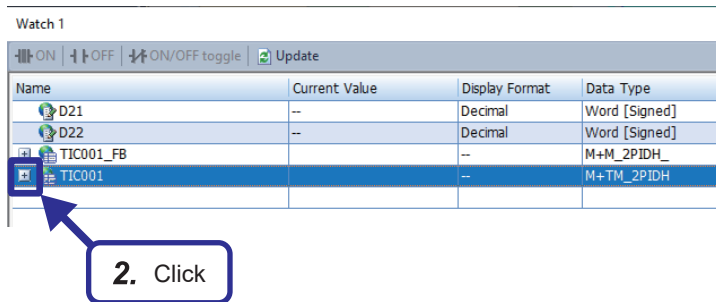 Watch 1
ON OFF ON/OFF toggle Update
Name Current Value Display Format Data Type
D21 -- Decimal Word [Signed]
D22 -- Decimal Word [Signed]
TIC001_FB -- M+M_2PIDH_
TIC001 -- M+TM_2PIDH
2. Click